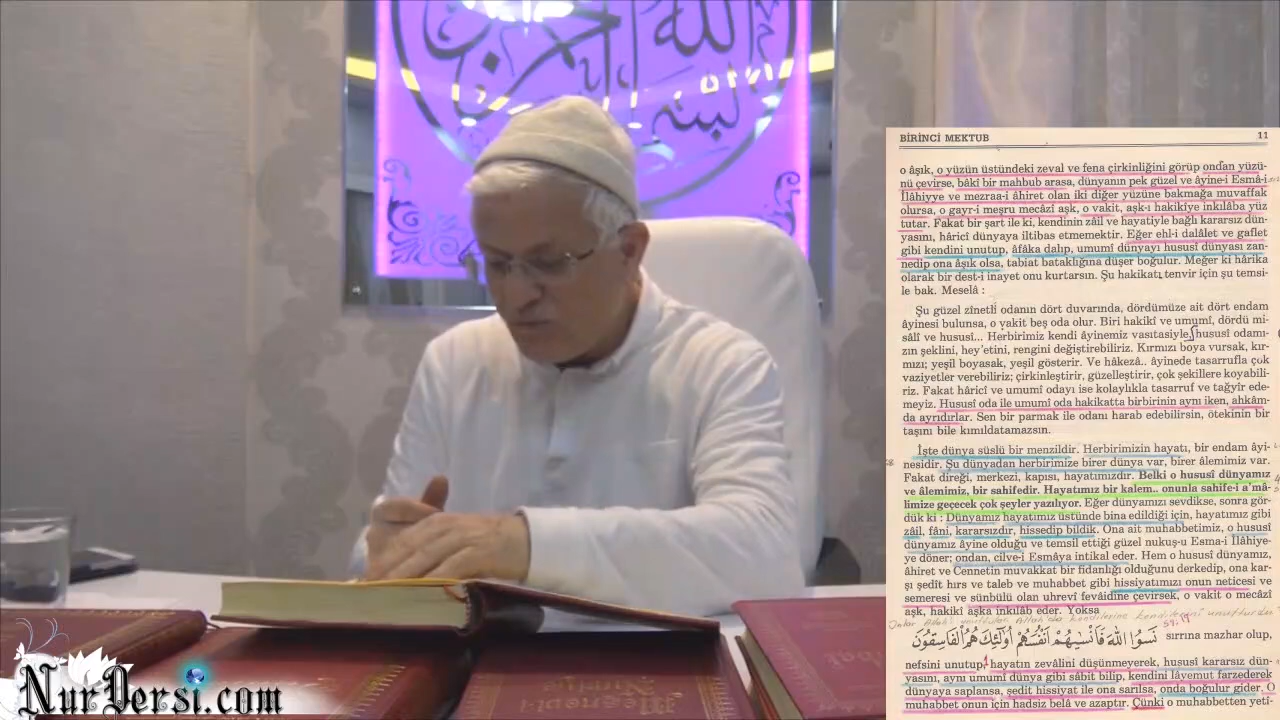 BİRİNCİ MEKTUB 11
o âşık, o yüzün üstündeki zeval ve fena çirkinliğini görüp ondan yüzü-
nü çevirse, bâki bir mahbub arasa, dünyanın pek güzel ve âyine-i Esmâ-i
İlâhiyye ve mezraa-i âhiret olan iki diğer yüzüne bakmağa muvaffak
olursa, o gayr-i meşru mecâzî aşk, o vakit, aşk-ı hakikîye inkılâba yüz
tutar. Fakat bir şart ile ki, kendinin zâil ve hayatiyle bağlı kararsız dün-
yasını, hâricî dünyaya iltibas etmemektir. Eğer ehl-i dalâlet ve gaflet
gibi kendini unutup, âfâka dalıp, umumî dünyayı hususî dünyası zan-
nedip ona âşık olsa, tabiat bataklığına düşer boğulur. Meğer ki hârika
olarak bir dest-i inayet onu kurtarsın. Şu hakikatı tenvir için şu temsi-
le bak. Meselâ :
Şu güzel zînetli odanın dört duvarında, dördümüze ait dört endam
âyinesi bulunsa, o vakit beş oda olur. Biri hakikî ve umumî, dördü mi-
sâlî ve hususî... Herbirimiz kendi âyinemiz vasıtasiyle hususî odamı-
zın şeklini, hey'etini, rengini değiştirebiliriz. Kırmızı boya vursak, kır-
mızı; yeşil boyasak, yeşil gösterir. Ve hâkezâ.. âyinede tasarrufla çok
vaziyetler verebiliriz; çirkinleştirir, güzelleştirir, çok şekillere koyabili-
riz. Fakat hâricî ve umumî odayı ise kolaylıkla tasarruf ve tağyîr ede-
meyiz. Hususî oda ile umumî oda hakikatta birbirinin aynı iken, ahkâm-
da ayrıdırlar. Sen bir parmak ile odanı harab edebilirsin, ötekinin bir
taşını bile kımıldatamazsın.
İşte dünya süslü bir menzildir. Herbirimizin hayatı, bir endam âyi-
nesidir. Şu dünyadan herbirimize birer dünya var, birer âlemimiz var.
Fakat direği, merkezi, kapısı, hayatımızdır. Belki o hususî dünyamız
ve âlemimiz, bir sahifedir. Hayatımız bir kalem.. onunla sahife-i a'mâ-
limize geçecek çok şeyler yazılıyor. Eğer dünyamızı sevdikse, sonra gör-
dük ki : Dünyamız hayatımız üstünde bina edildiği için, hayatımız gibi
zâil, fâni, kararsızdır, hissedip bildik. Ona ait muhabbetimiz, o hususî
dünyamız âyine olduğu ve temsil ettiği güzel nukuş-u Esma-i İlâhiye-
ye döner; ondan, cilve-i Esmâya intikal eder. Hem o hususî dünyamız,
âhiret ve Cennetin muvakkat bir fidanlığı olduğunu derkedip, ona kar-
şı şedît hırs ve taleb ve muhabbet gibi hissiyatımızı onun neticesi ve
semeresi ve sünbülü olan uhrevî fevâidine çevirsek, o vakit o mecâzî
aşk, hakikî aşka inkılâb eder. Yoksa
59:19
نَسُوا اللّٰهَ فَاَنْسٰيهُمْ اَنْفُسَهُمْ اُولٰئِكَ هُمُ الْفَاسِقُونَ sırrına mazhar olup,
nefsini unutup, hayatın zevâlini düşünmeyerek, hususî kararsız dün-
yasını, aynı umumî dünya gibi sâbit bilip, kendini lâyemut farzederek
dünyaya saplansa, şedit hissiyat ile ona sarılsa, onda boğulur gider. O
muhabbet onun için hadsiz belâ ve azaptır. Çünki o muhabbetten yeti-
NurDersi.com